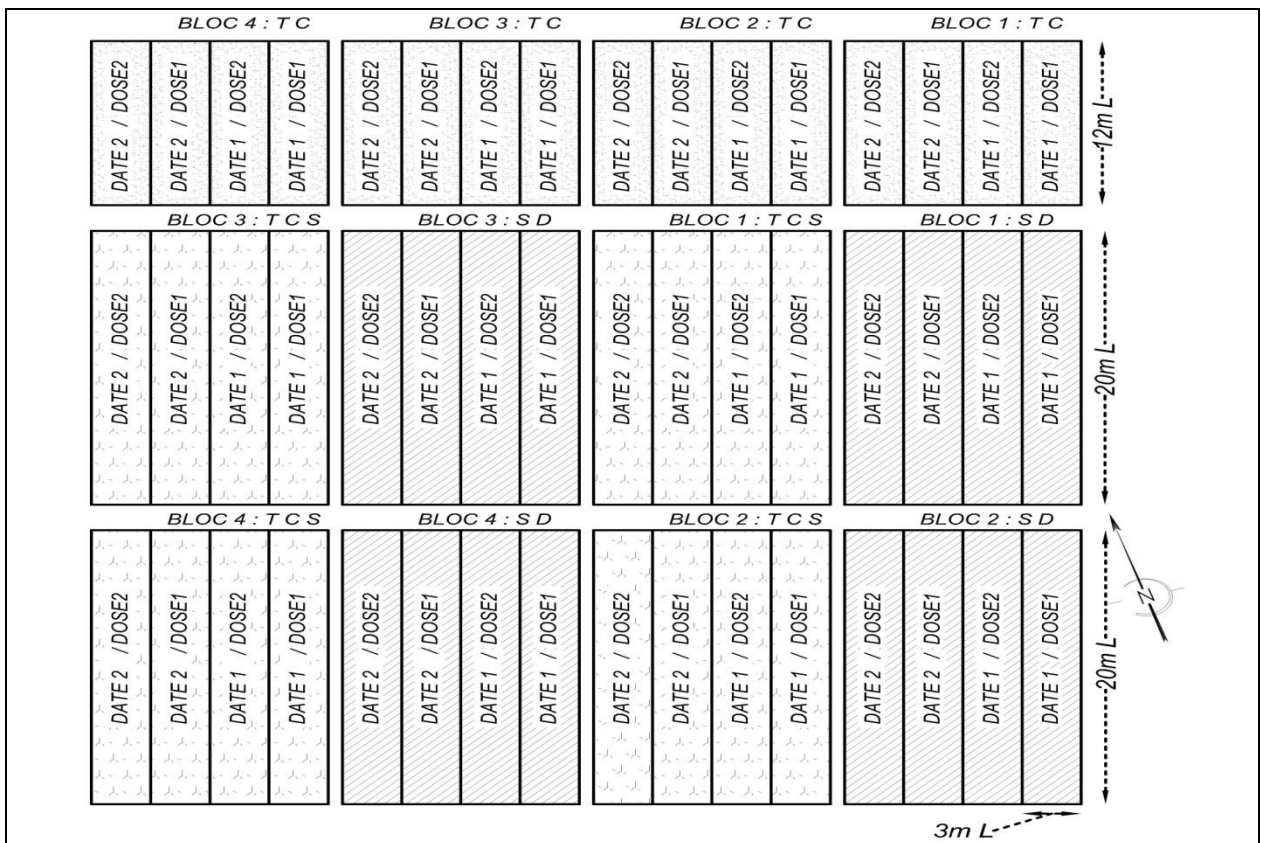 BLOC 4 : T C
BLOC 3 : T C
BLOC 2 : T C
BLOC 1 : T C
DATE 2 / DOSE2
DATE 2 / DOSE1
DATE 1 / DOSE2
DATE 1 / DOSE1
DATE 2 / DOSE2
DATE 2 / DOSE1
DATE 1 / DOSE2
DATE 1 / DOSE1
DATE 2 / DOSE2
DATE 2 / DOSE1
DATE 1 / DOSE2
DATE 1 / DOSE1
DATE 2 / DOSE2
DATE 2 / DOSE1
DATE 1 / DOSE2
DATE 1 / DOSE1
12m L
BLOC 3 : T C S
BLOC 3 : S D
BLOC 1 : T C S
BLOC 1 : S D
DATE 2 / DOSE2
DATE 2 / DOSE1
DATE 1 / DOSE2
DATE 1 / DOSE1
DATE 2 / DOSE2
DATE 2 / DOSE1
DATE 1 / DOSE2
DATE 1 / DOSE1
DATE 2 / DOSE2
DATE 2 / DOSE1
DATE 1 / DOSE2
DATE 1 / DOSE1
DATE 2 / DOSE2
DATE 2 / DOSE1
DATE 1 / DOSE2
DATE 1 / DOSE1
20m L
BLOC 4 : T C S
BLOC 4 : S D
BLOC 2 : T C S
BLOC 2 : S D
DATE 2 / DOSE2
DATE 2 / DOSE1
DATE 1 / DOSE2
DATE 1 / DOSE1
DATE 2 / DOSE2
DATE 2 / DOSE1
DATE 1 / DOSE2
DATE 1 / DOSE1
DATE 2 / DOSE2
DATE 2 / DOSE1
DATE 1 / DOSE2
DATE 1 / DOSE1
DATE 2 / DOSE2
DATE 2 / DOSE1
DATE 1 / DOSE2
DATE 1 / DOSE1
N
20m L
3m L